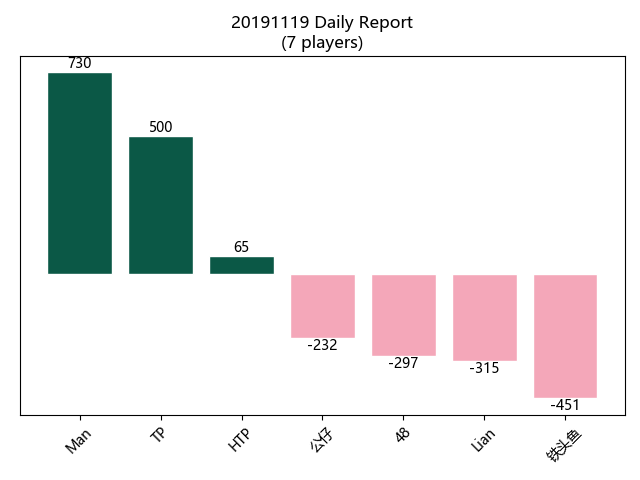 20191119 Daily Report
(7 players)
730
500
65
-232
-297
-315
-451
Man
TP
HTP
公仔
48
Lian
铁头鱼